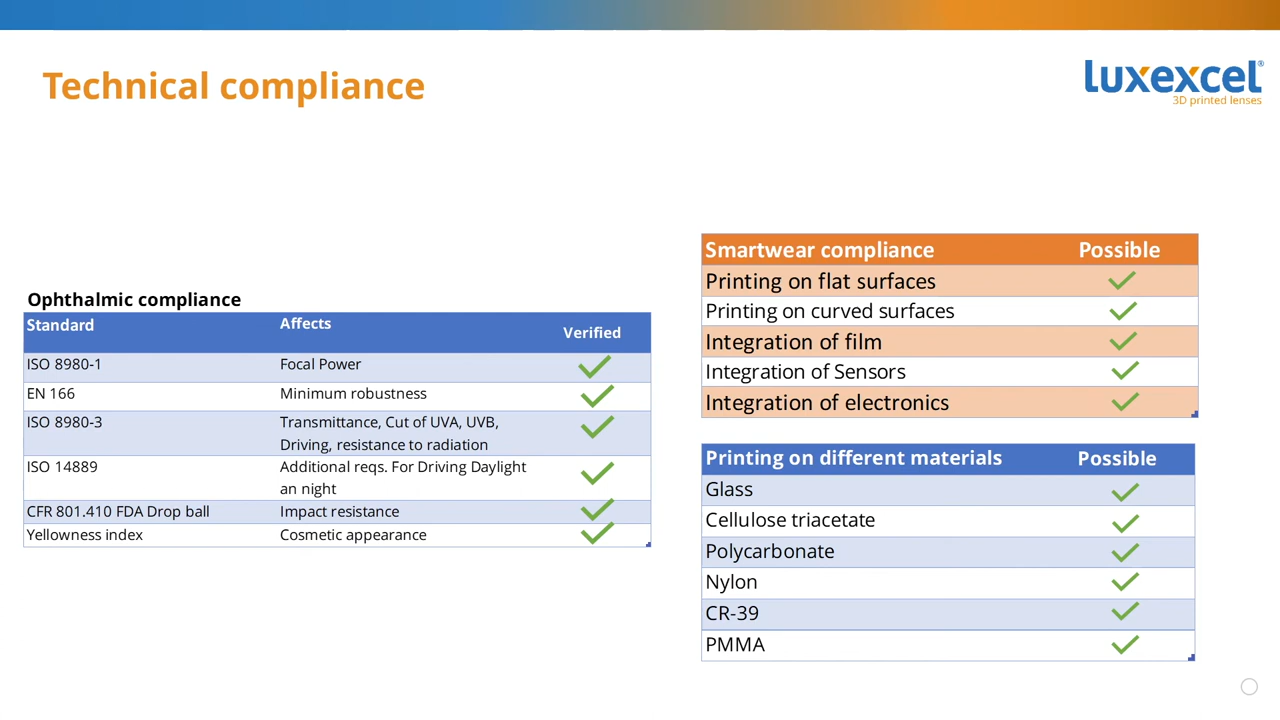 Technical compliance
luxexcel®
3D printed lenses
Ophthalmic compliance
Standard Affects Verified
ISO 8980-1 Focal Power
EN 166 Minimum robustness
ISO 8980-3 Transmittance, Cut of UVA, UVB,
Driving, resistance to radiation
ISO 14889 Additional reqs. For Driving Daylight
an night
CFR 801.410 FDA Drop ball Impact resistance
Yellowness index Cosmetic appearance
Smartwear compliance Possible
Printing on flat surfaces
Printing on curved surfaces
Integration of film
Integration of Sensors
Integration of electronics
Printing on different materials Possible
Glass
Cellulose triacetate
Polycarbonate
Nylon
CR-39
PMMA